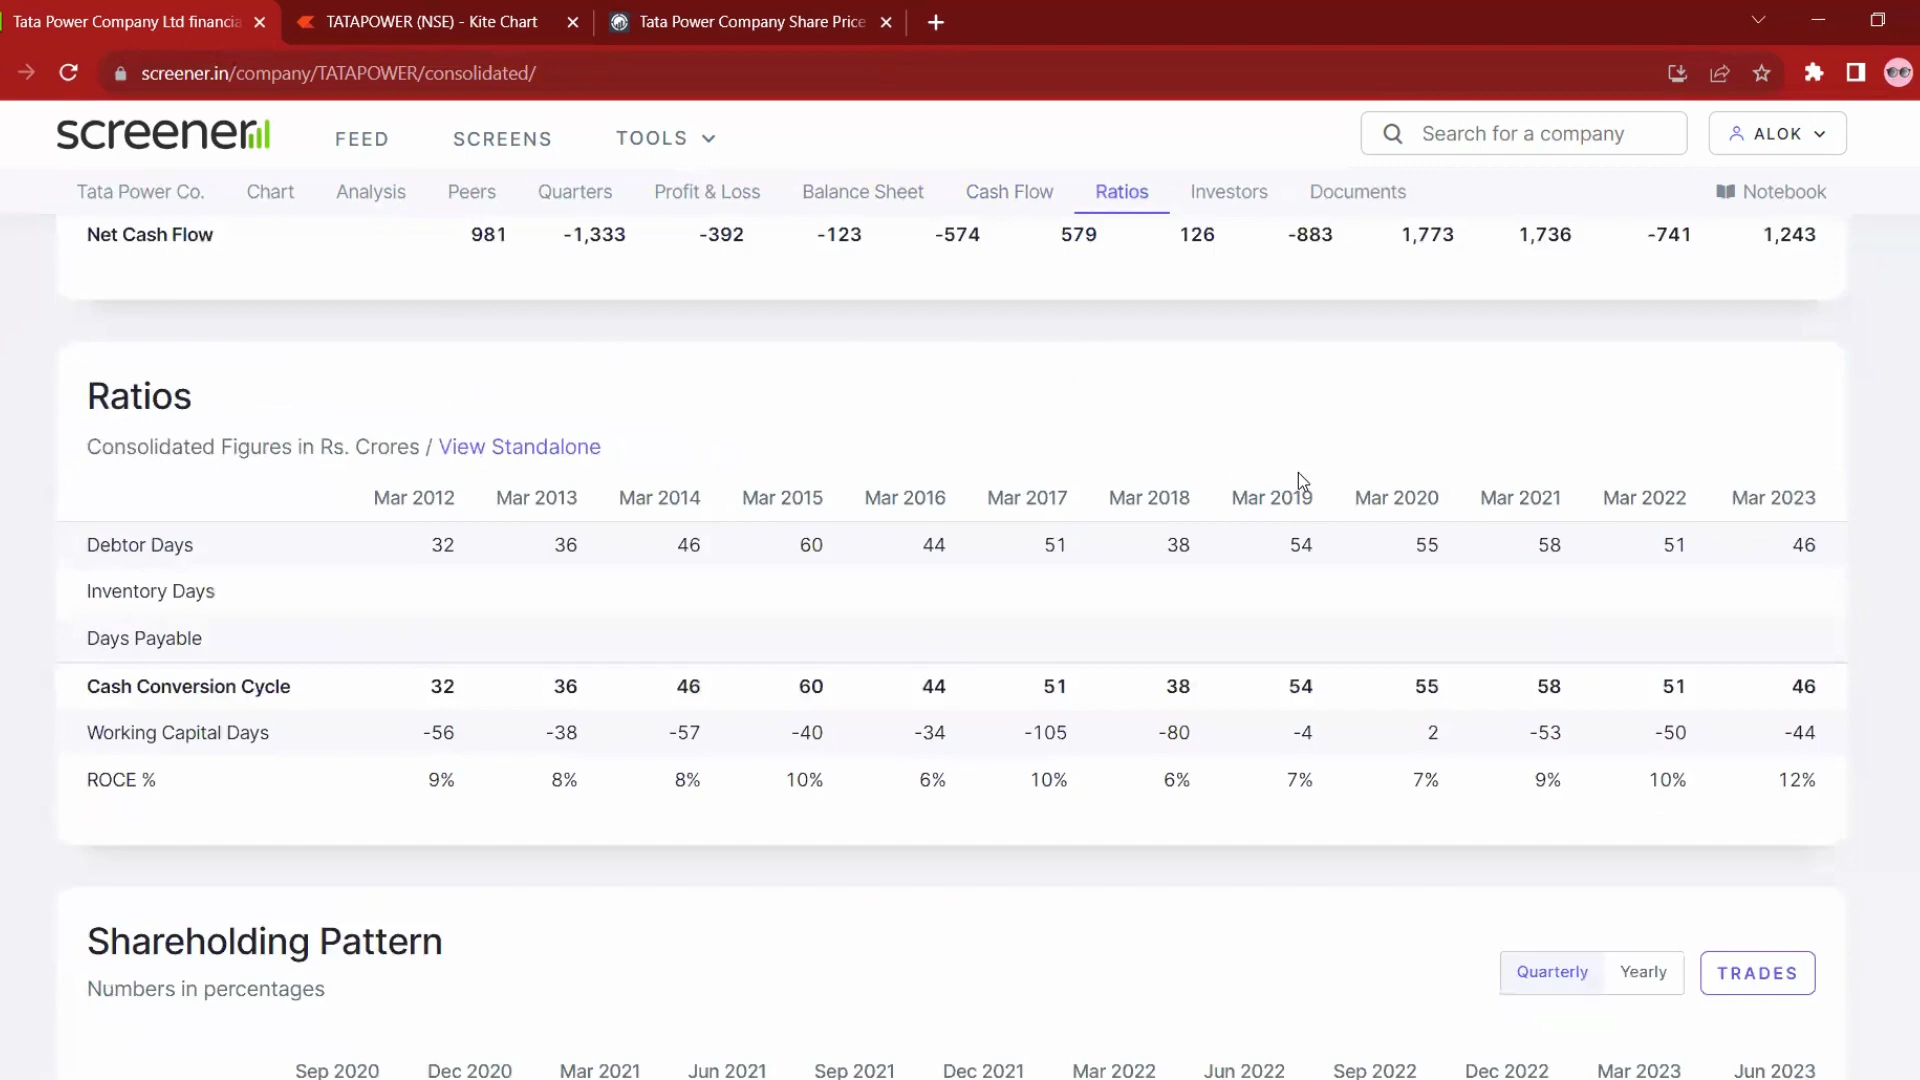 Tata Power Company Ltd financia
TATAPOWER (NSE) - Kite Chart
Tata Power Company Share Price
screener.in/company/TATAPOWER/consolidated/
screener
FEED SCREENS TOOLS
Search for a company
ALOK
Tata Power Co. Chart Analysis Peers Quarters Profit & Loss Balance Sheet Cash Flow Ratios Investors Documents Notebook
Net Cash Flow 981 -1,333 -392 -123 -574 579 126 -883 1,773 1,736 -741 1,243
Ratios
Consolidated Figures in Rs. Crores / View Standalone
Mar 2012 Mar 2013 Mar 2014 Mar 2015 Mar 2016 Mar 2017 Mar 2018 Mar 2019 Mar 2020 Mar 2021 Mar 2022 Mar 2023
Debtor Days 32 36 46 60 44 51 38 54 55 58 51 46
Inventory Days
Days Payable
Cash Conversion Cycle 32 36 46 60 44 51 38 54 55 58 51 46
Working Capital Days -56 -38 -57 -40 -34 -105 -80 -4 2 -53 -50 -44
ROCE % 9% 8% 8% 10% 6% 10% 6% 7% 7% 9% 10% 12%
Shareholding Pattern
Quarterly Yearly TRADES
Numbers in percentages
Sep 2020 Dec 2020 Mar 2021 Jun 2021 Sep 2021 Dec 2021 Mar 2022 Jun 2022 Sep 2022 Dec 2022 Mar 2023 Jun 2023